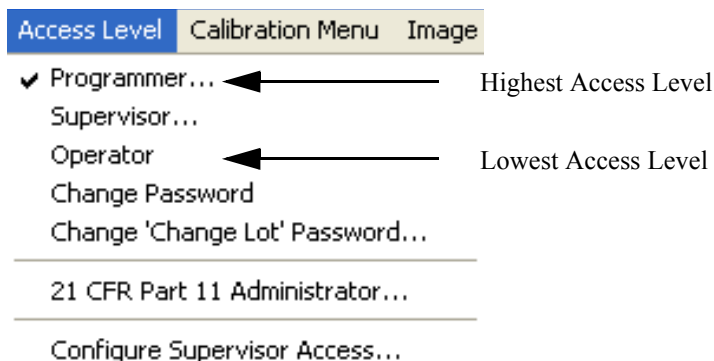 Access Level Calibration Menu Image
Programmer... Highest Access Level
Supervisor...
Operator Lowest Access Level
Change Password
Change 'Change Lot' Password...
21 CFR Part 11 Administrator...
Configure Supervisor Access...